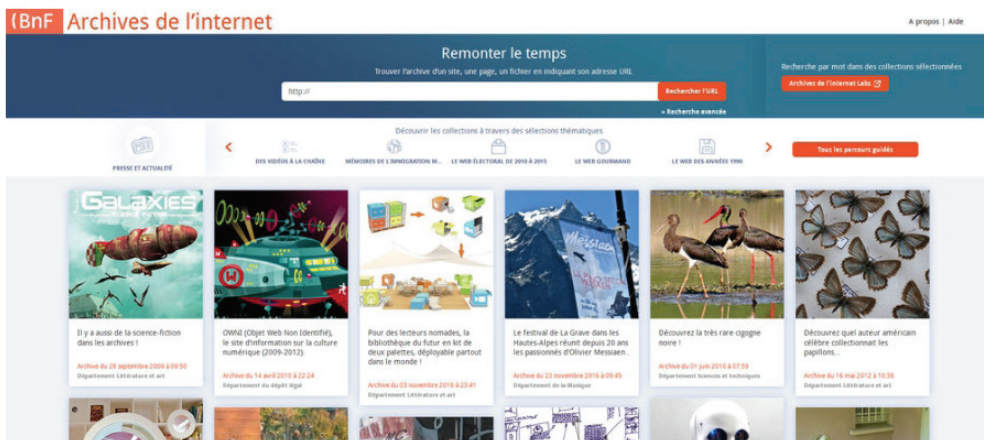 (BnF Archives de l'internet
A propos | Aide
Remonter le temps
Trouver l'archive d'un site, une page, un fichier en indiquant son adresse URL
http://
Rechercher l'URL
» Recherche avancée
Recherche par mot dans des collections sélectionnées
Archives de l'internet Labs
Découvrir les collections à travers des sélections thématiques
PRESSE ET ACTUALITÉ
DES VIDÉOS À LA CHAÎNE
MÉMOIRES DE L'IMMIGRATION M...
LE WEB ÉLECTORAL DE 2010 À 2015
LE WEB GOURMAND
LE WEB DES ANNÉES 1990
Tous les parcours guidés
GALAXIES
SCIENCE-FICTION
Il y a aussi de la science-fiction
dans les archives !
Archive du 28 septembre 2009 à 09:50
Département Littérature et art
OWNI (Objet Web Non Identifié),
le site d'information sur la culture
numérique (2009-2012).
Archive du 14 avril 2010 à 22:24
Département du dépôt légal
Pour des lecteurs nomades, la
bibliothèque du futur en kit de
deux palettes, déployable partout
dans le monde !
Archive du 03 novembre 2016 à 23:41
Département Littérature et art
Messiaen
Le festival de La Grave dans les
Hautes-Alpes réunit depuis 20 ans
les passionnés d'Olivier Messiaen.
Archive du 23 novembre 2016 à 09:45
Département de la Musique
Découvrez la très rare cigogne
noire !
Archive du 01 juin 2010 à 07:59
Département Sciences et techniques
Découvrez quel auteur américain
célèbre collectionnait les
papillons...
Archive du 16 mai 2012 à 10:38
Département Littérature et art